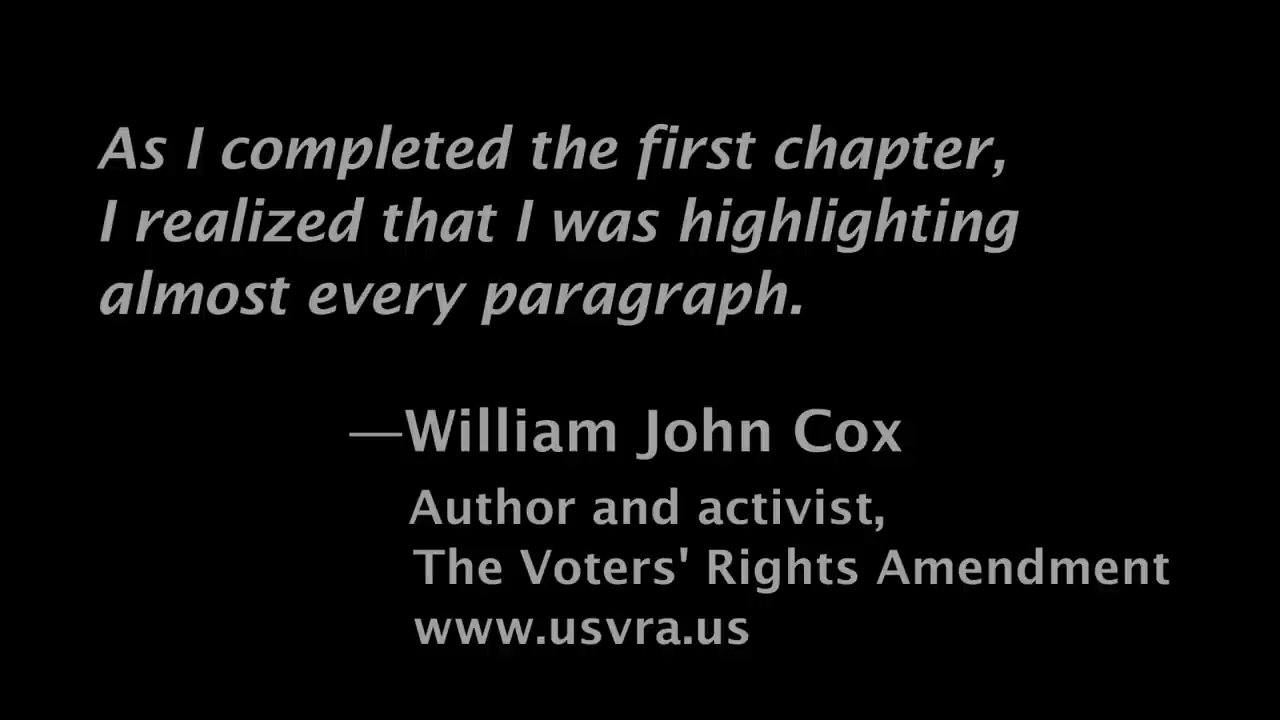 As I completed the first chapter,
I realized that I was highlighting
almost every paragraph.
—William John Cox
Author and activist,
The Voters' Rights Amendment
www.usvra.us